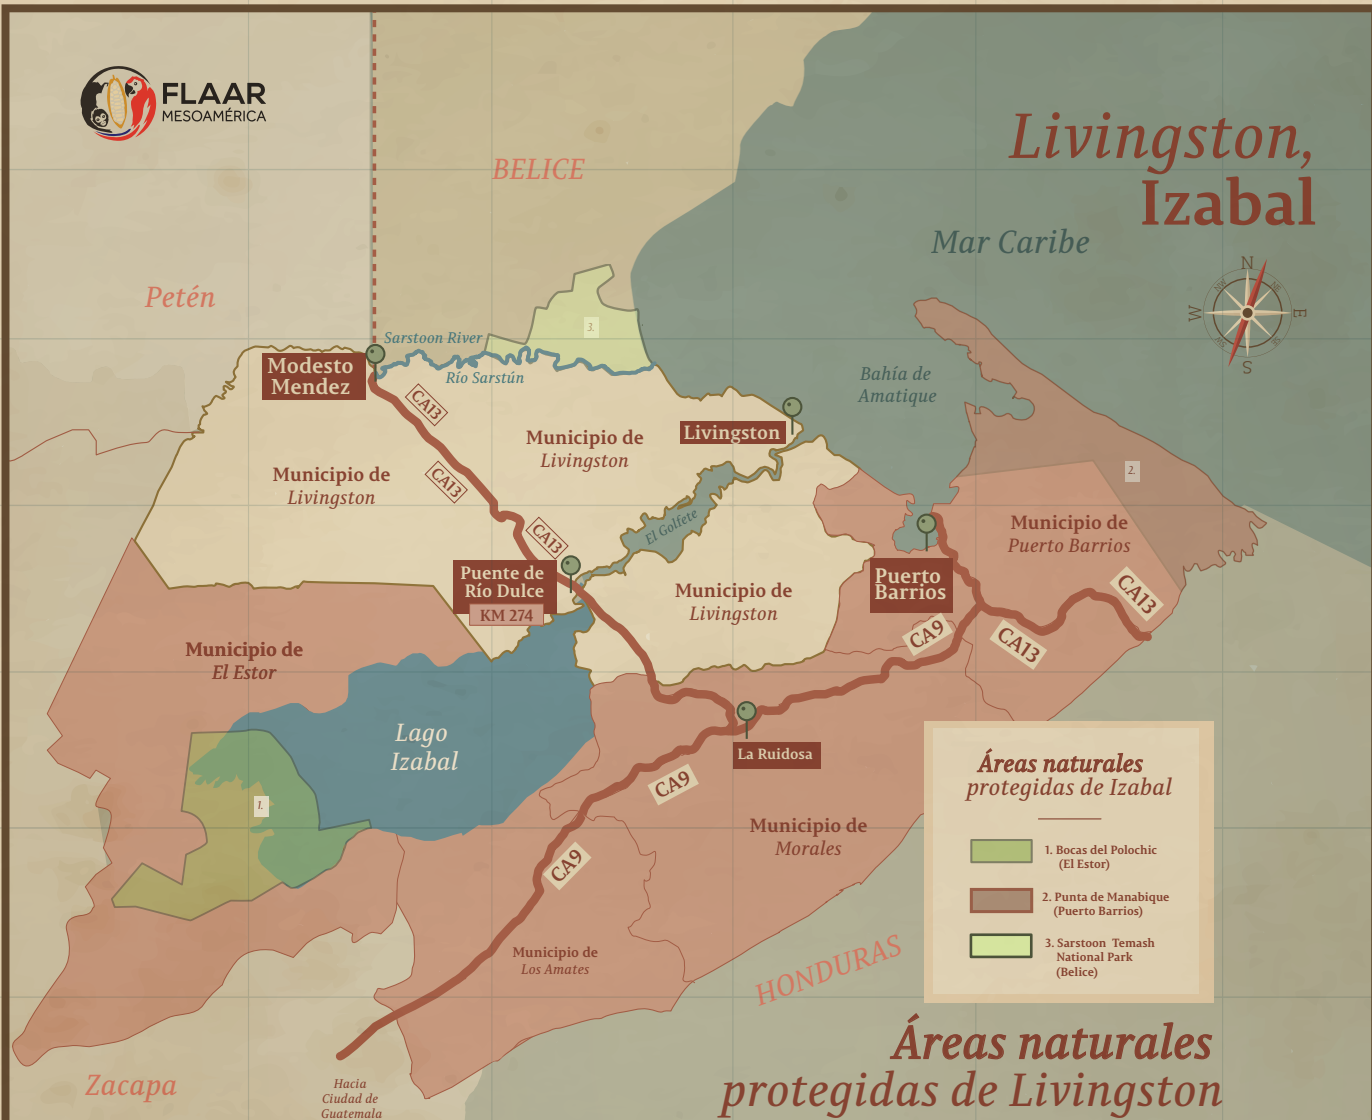 FLAAR
MESOAMÉRICA
Livingston,
Izabal
BELICE
Mar Caribe
Petén
N
NE
E
SE
S
SW
W
NW
Sarstoon River
3.
Río Sarstún
Modesto
Mendez
CA13
Bahía de
Amatique
Livingston
Municipio de
Livingston
Municipio de
Livingston
CA13
2.
CA13
El Golfete
Municipio de
Puerto Barrios
Puente de
Río Dulce
KM 274
Municipio de
Livingston
Puerto
Barrios
CA13
CA9
CA13
Municipio de
El Estor
Lago
Izabal
La Ruidosa
CA9
1.
Municipio de
Morales
CA9
Municipio de
Los Amates
HONDURAS
Áreas naturales
protegidas de Izabal
1. Bocas del Polochic
(El Estor)
2. Punta de Manabique
(Puerto Barrios)
3. Sarstoon Temash
National Park
(Belice)
Zacapa
Hacia
Ciudad de
Guatemala
Áreas naturales
protegidas de Livingston